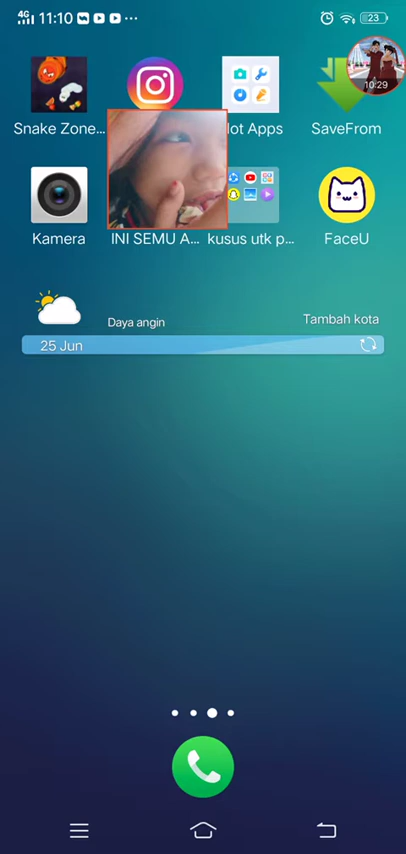 4G 11:10 23
10:29
Snake Zone... lot Apps SaveFrom
Kamera INI SEMU A... kusus utk p... FaceU
Daya angin Tambah kota
25 Jun